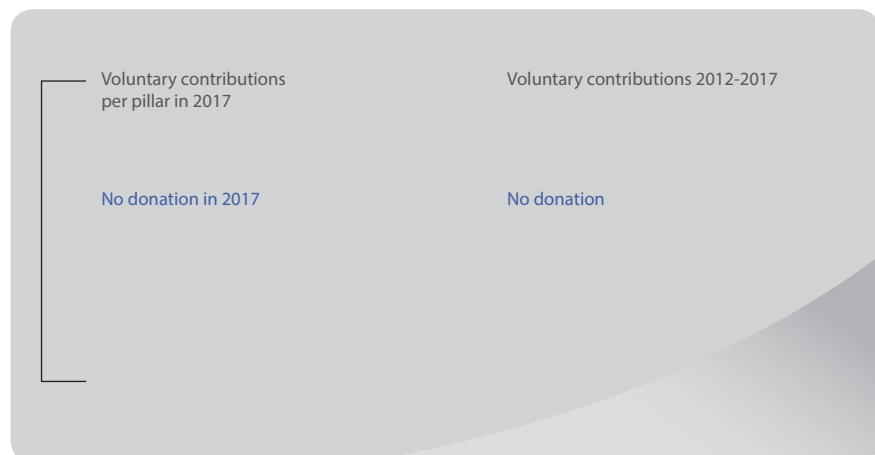 Voluntary contributions
per pillar in 2017
No donation in 2017
Voluntary contributions 2012-2017
No donation